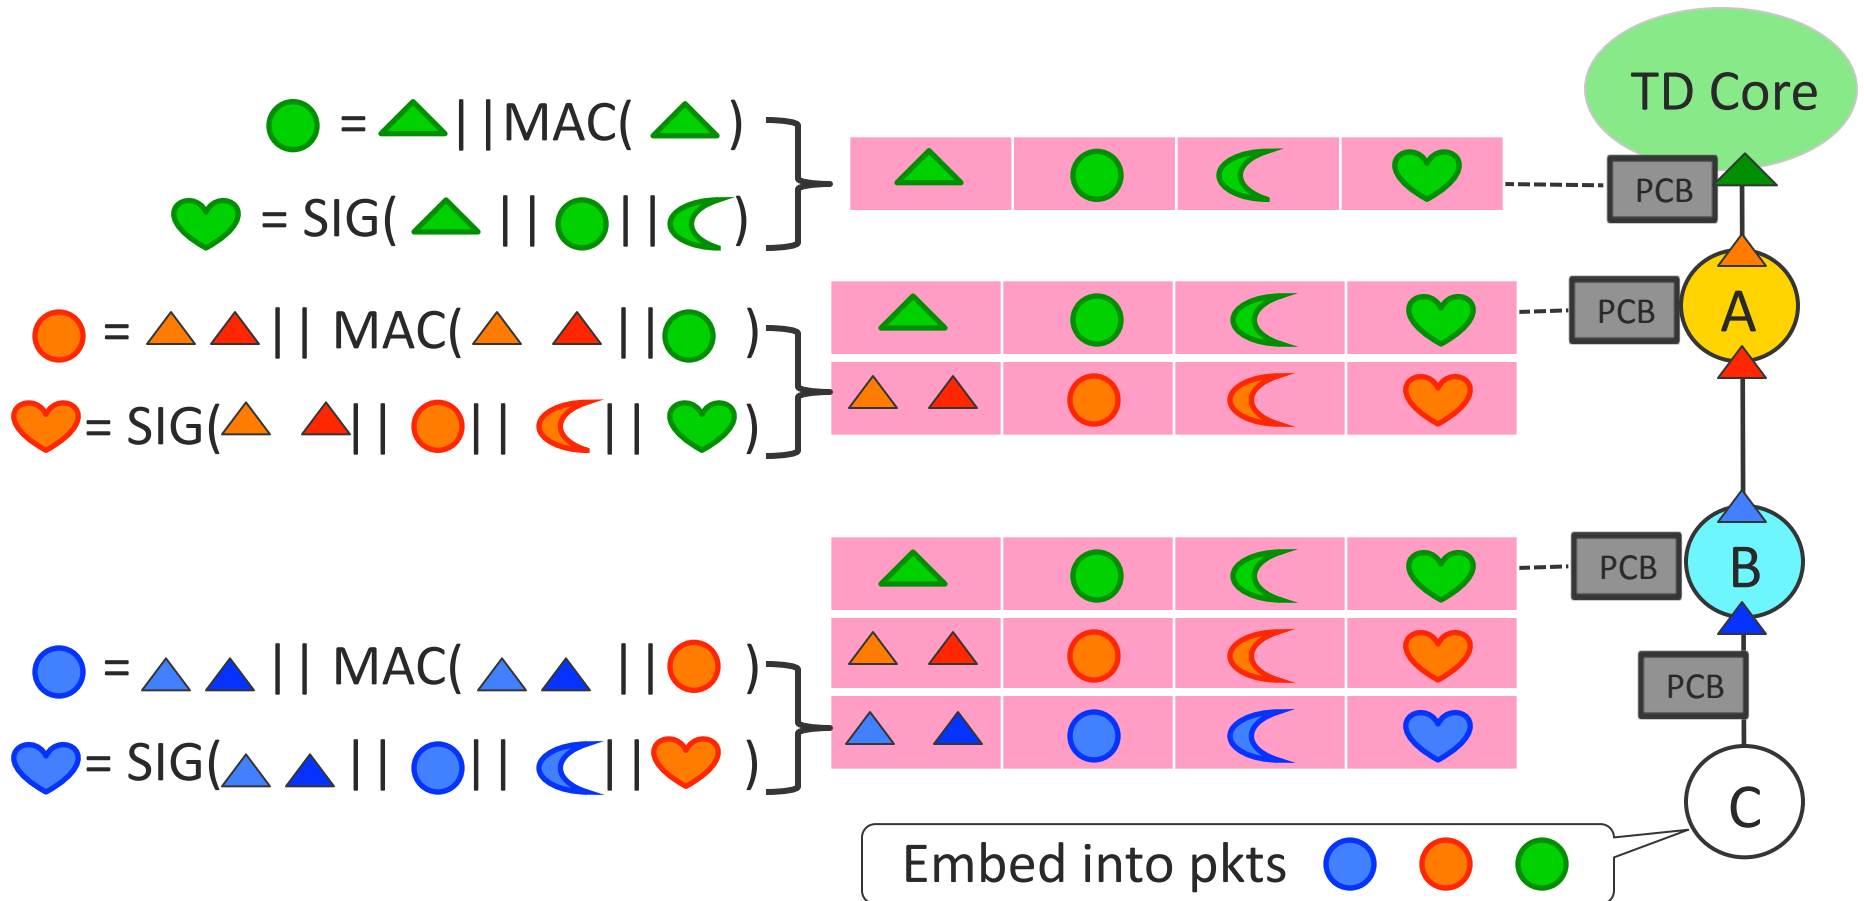 TD Core
= ||MAC( )
PCB
= SIG( || || )
= || MAC( || )
PCB
A
= SIG( || || || )
PCB
B
= || MAC( || )
PCB
= SIG( || || || )
C
Embed into pkts